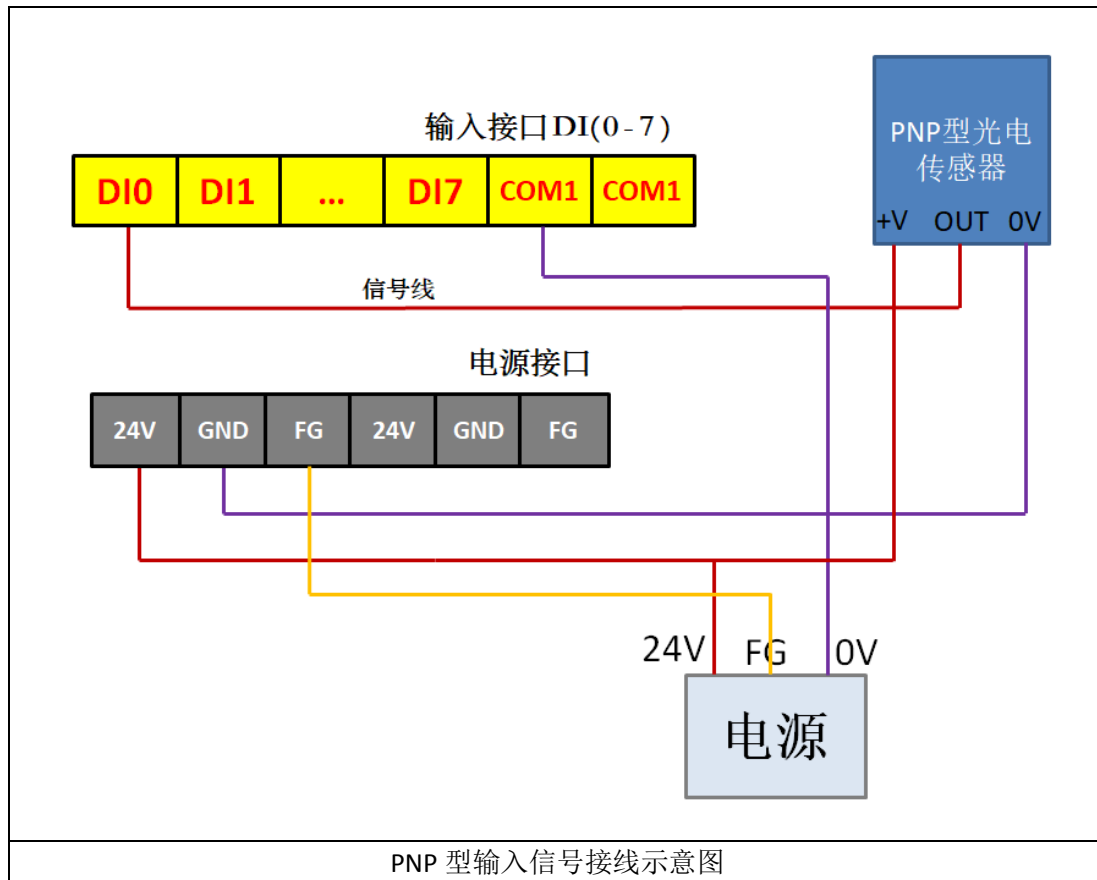 输入接口DI(0-7)
DI0 DI1 ... DI7 COM1 COM1
PNP型光电
传感器
+V OUT 0V
信号线
电源接口
24V GND FG 24V GND FG
24V FG 0V
电源
PNP 型输入信号接线示意图